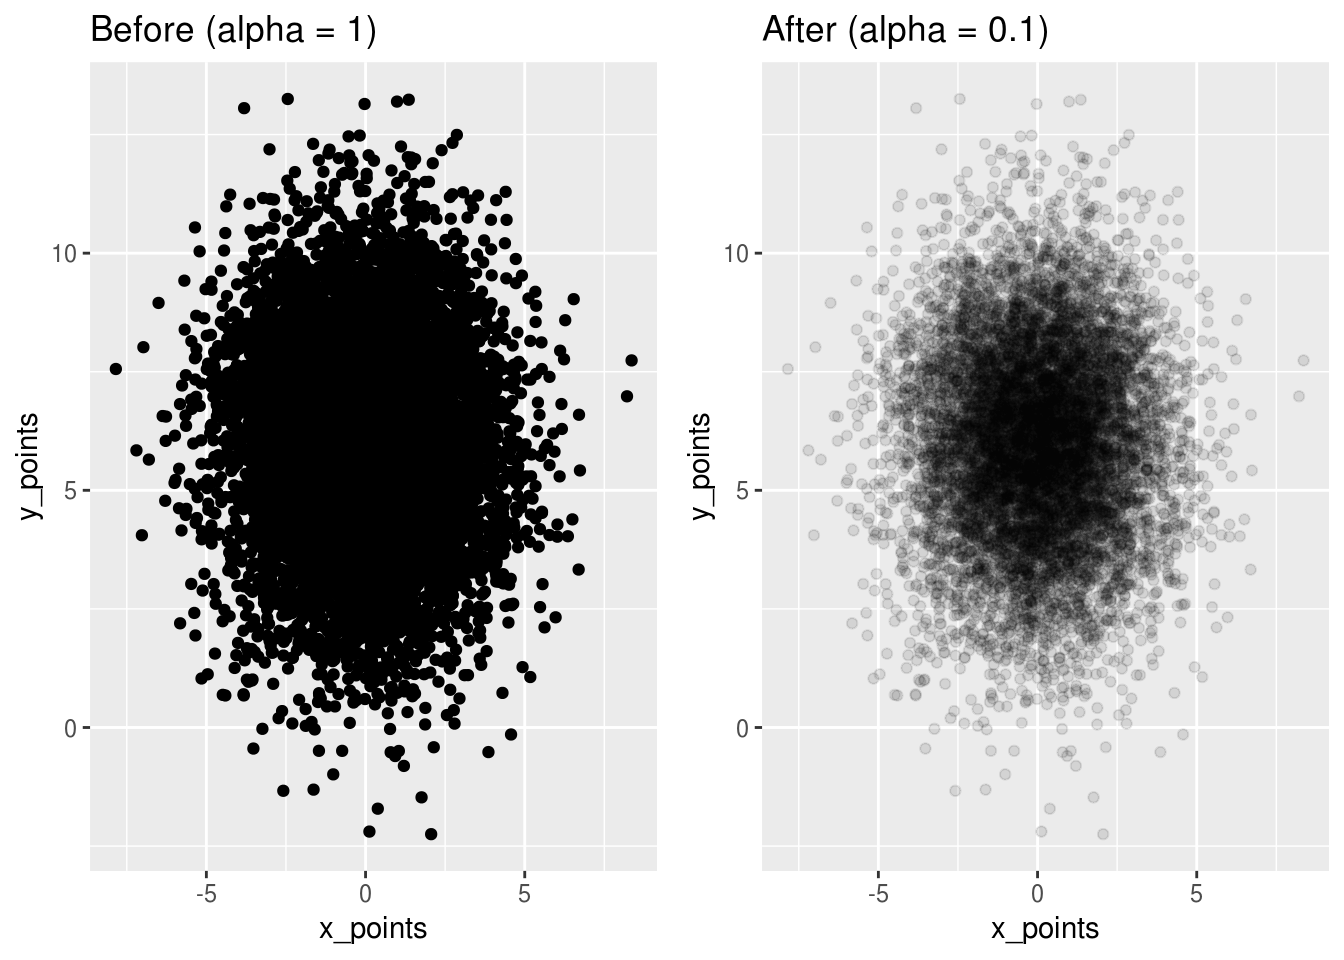 Before (alpha = 1)
y_points
10
5
0
-5
0
5
x_points
After (alpha = 0.1)
y_points
10
5
0
-5
0
5
x_points